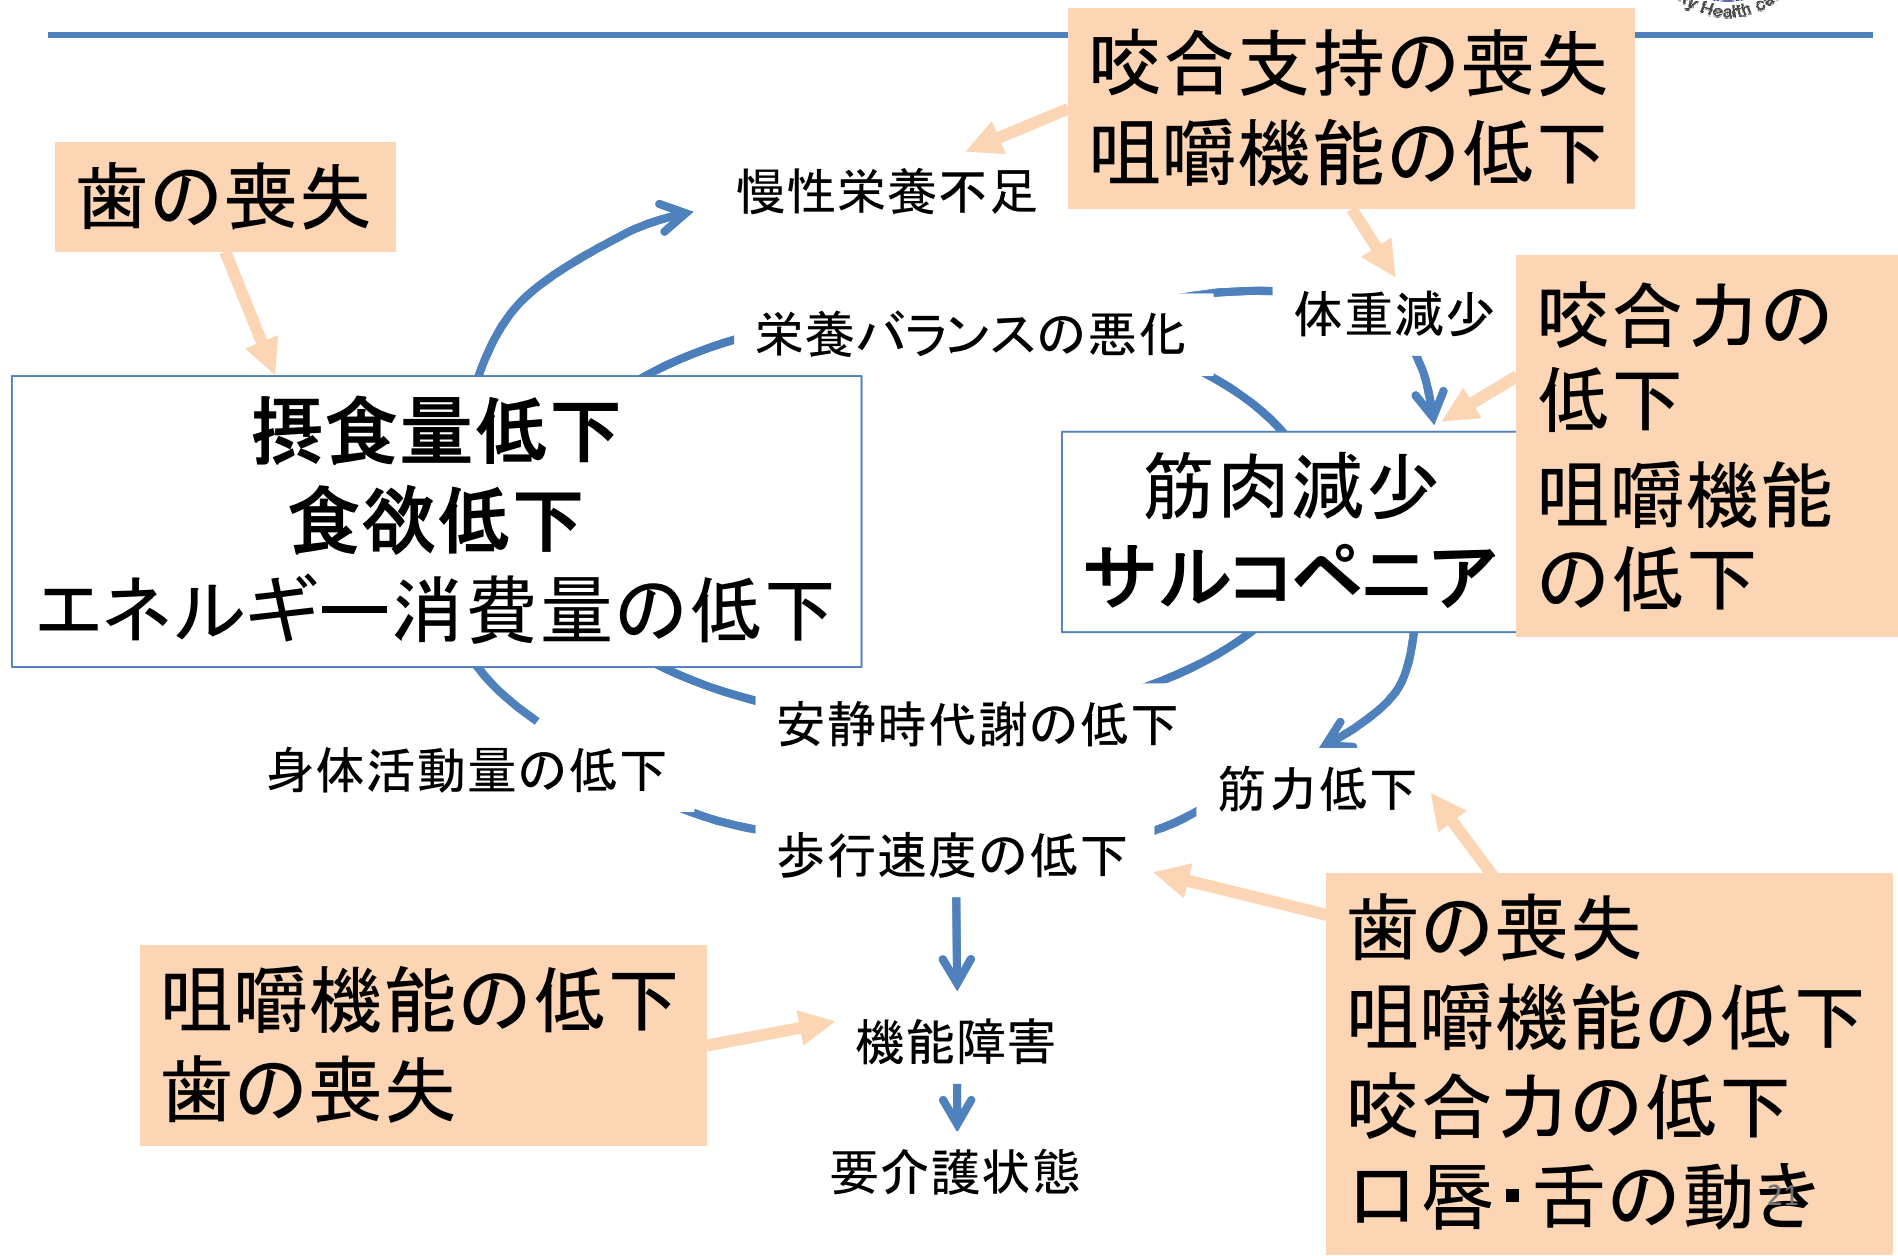 ny Health ca
咬合支持の喪失
咀嚼機能の低下
歯の喪失
慢性栄養不足
栄養バランスの悪化
体重減少
咬合力の
低下
咀嚼機能
の低下
摂食量低下
食欲低下
エネルギー消費量の低下
筋肉減少
サルコペニア
安静時代謝の低下
身体活動量の低下
筋力低下
歩行速度の低下
歯の喪失
咀嚼機能の低下
咬合力の低下
口唇・舌の動き
咀嚼機能の低下
歯の喪失
機能障害
要介護状態
21